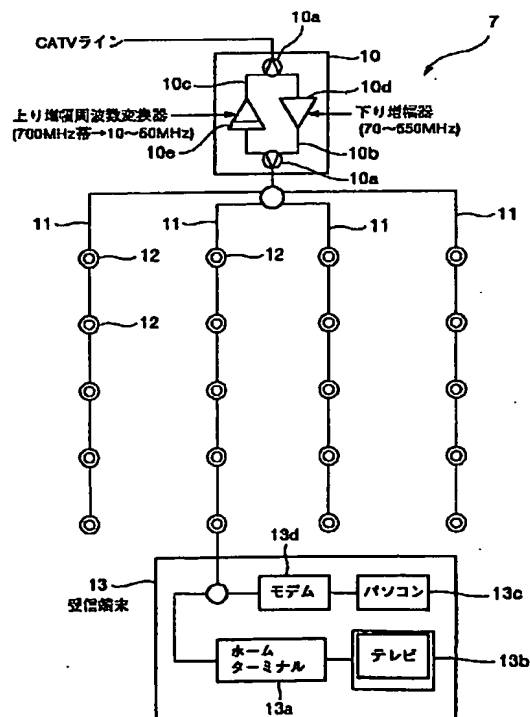 10a
7
CATVライン
10
10c
10d
上り増幅周波数変換器
(700MHz帯→10~50MHz)
下り増幅器
(70~550MHz)
10e
10b
10a
11
11
11
11
12
12
12
13d
13
受信端末
モデム
パソコン
13c
ホーム
ターミナル
テレビ
13b
13a